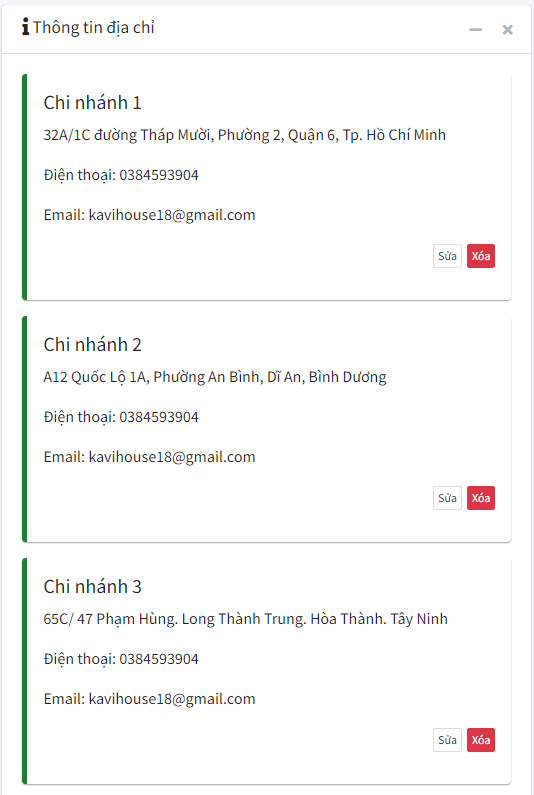 Thông tin địa chỉ
Chi nhánh 1
32A/1C đường Tháp Mười, Phường 2, Quận 6, Tp. Hồ Chí Minh
Điện thoại: 0384593904
Email: kavihouse18@gmail.com
Sửa Xóa
Chi nhánh 2
A12 Quốc Lộ 1A, Phường An Bình, Dĩ An, Bình Dương
Điện thoại: 0384593904
Email: kavihouse18@gmail.com
Sửa Xóa
Chi nhánh 3
65C/ 47 Phạm Hùng. Long Thành Trung. Hòa Thành. Tây Ninh
Điện thoại: 0384593904
Email: kavihouse18@gmail.com
Sửa Xóa